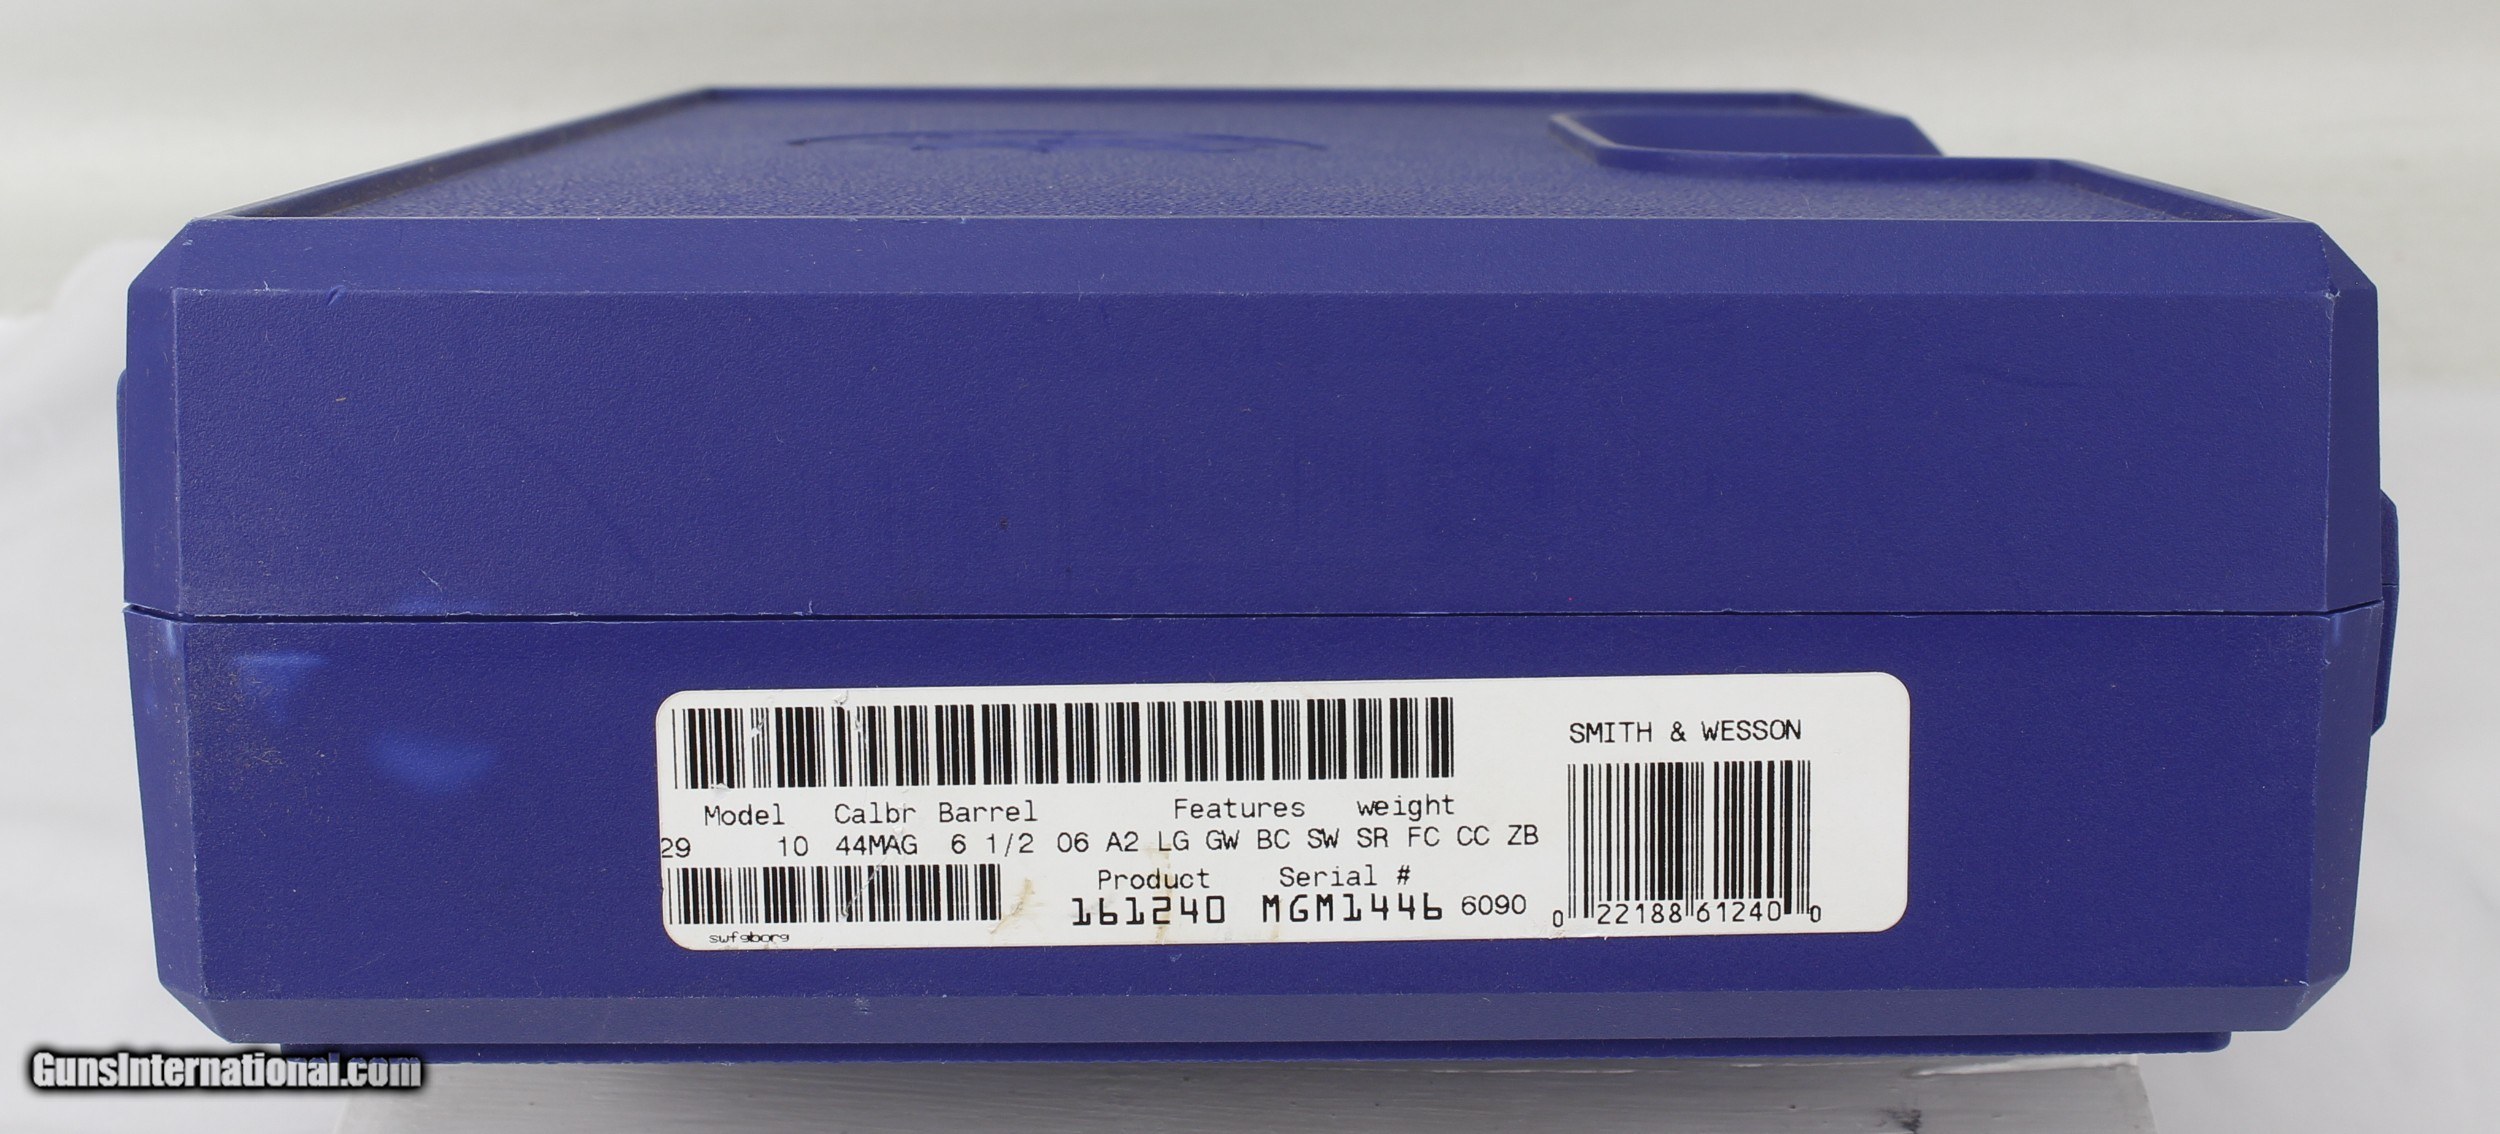 SMITH & WESSON
Model Calbr Barrel Features weight
29 10 44MAG 6 1/2 06 A2 LG GW BC SW SR FC CC ZB
Product Serial #
161240 MGM1446 6090
swfgborg
0 22188 61240 0
GunsInternational.com